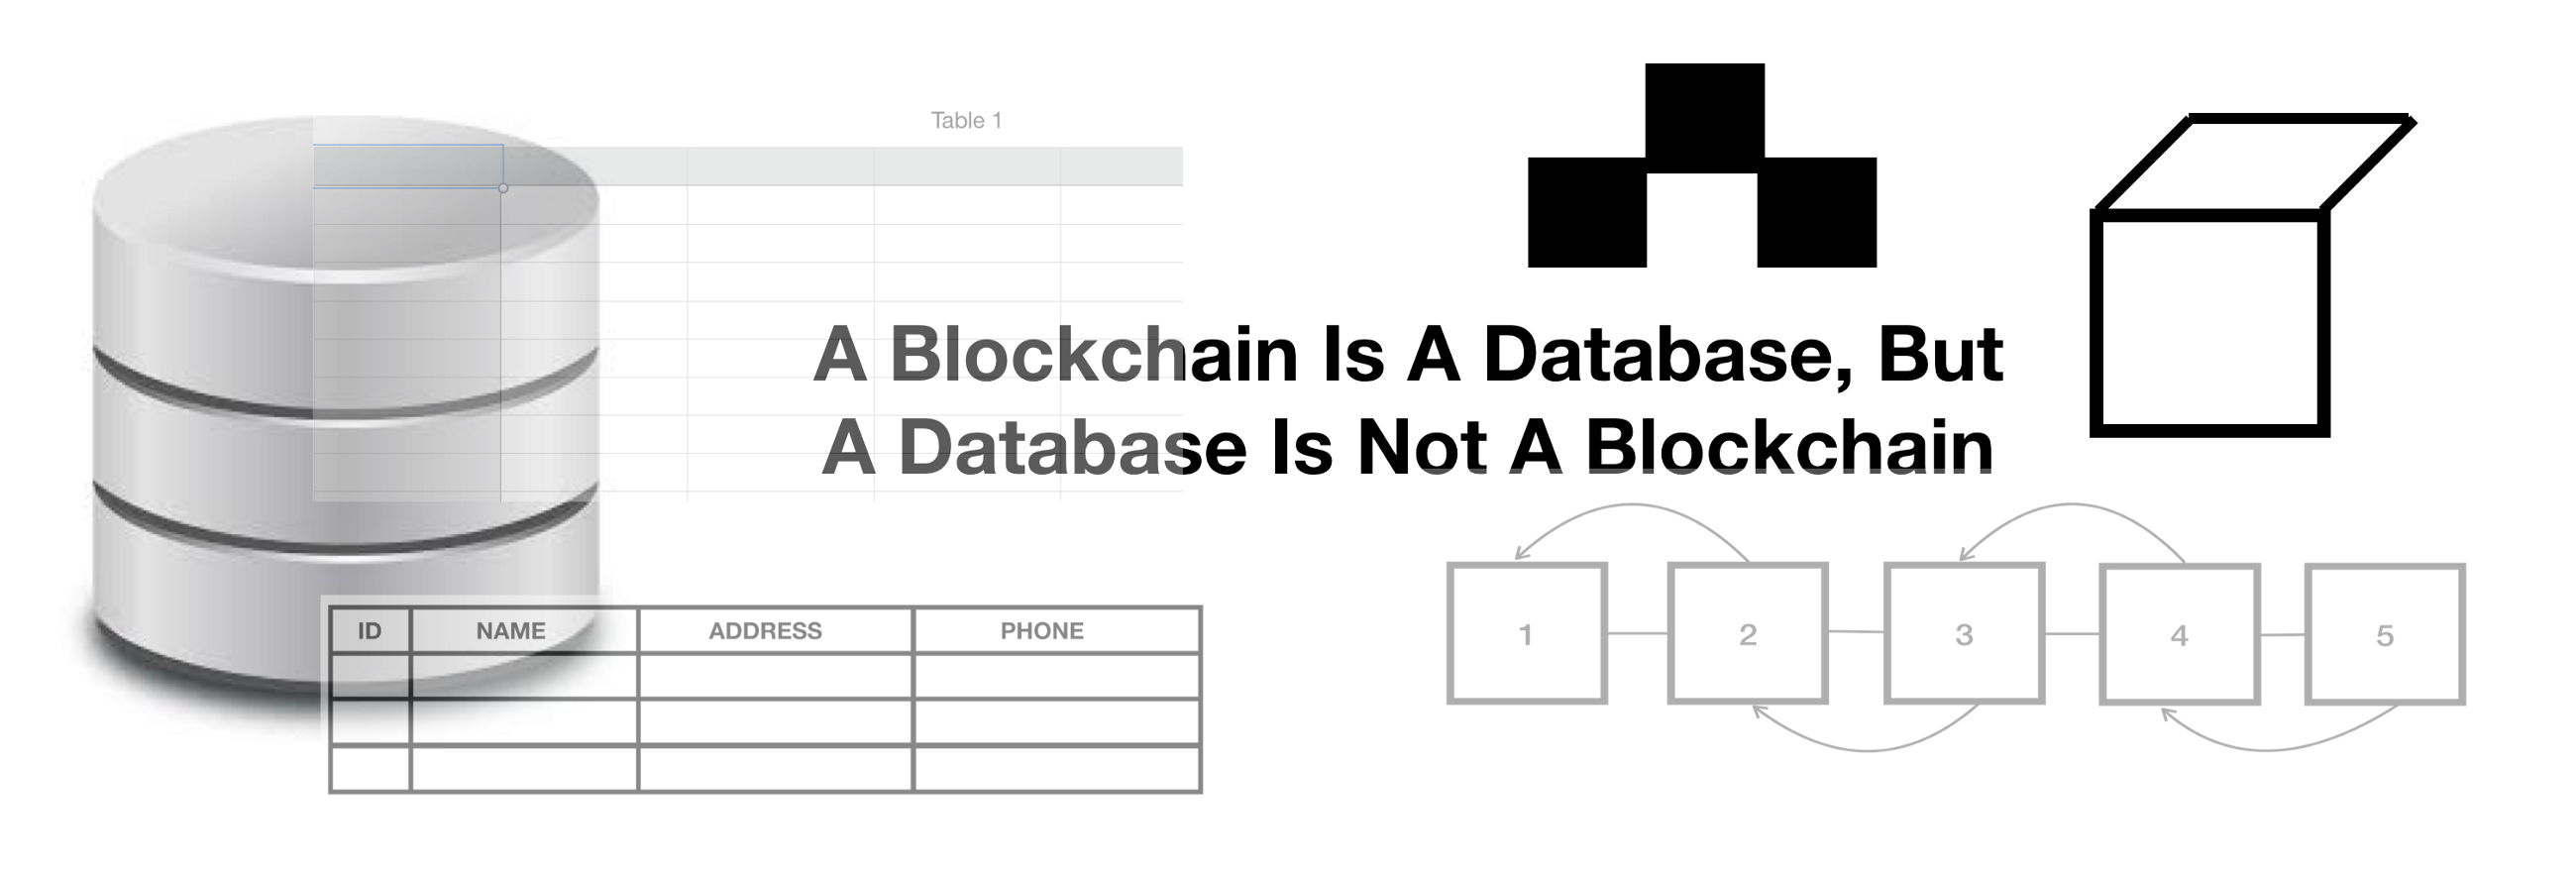 Table 1
A Blockchain Is A Database, But
A Database Is Not A Blockchain
ID NAME ADDRESS PHONE
1 2 3 4 5